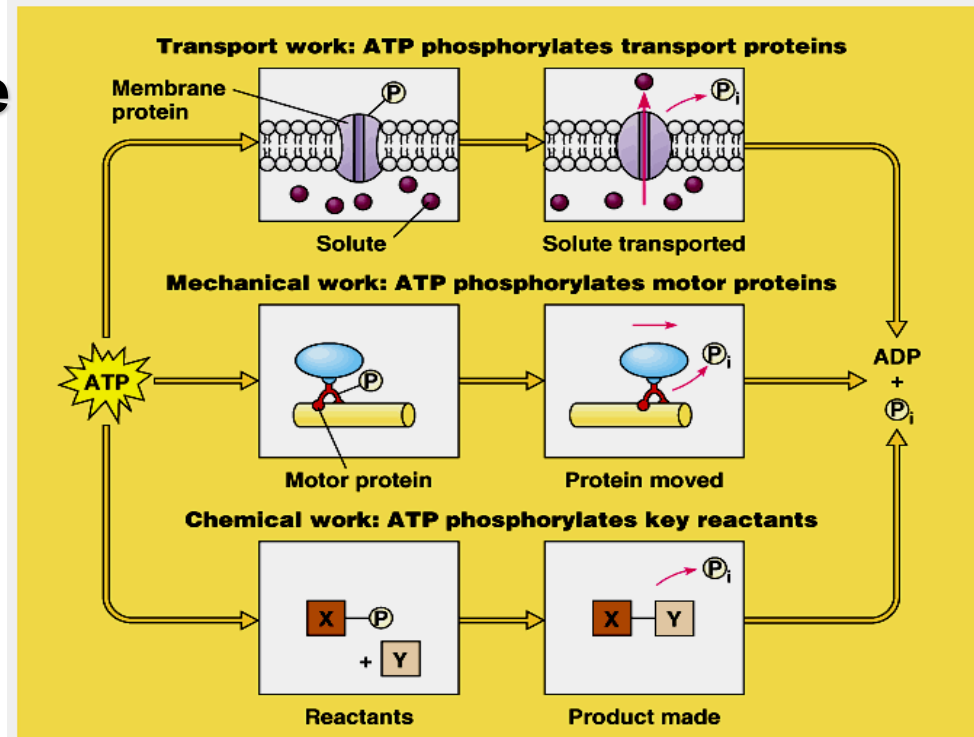 e
Transport work: ATP phosphorylates transport proteins
Membrane
protein
P
Pi
Solute
Solute transported
Mechanical work: ATP phosphorylates motor proteins
ATP
P
Pi
ADP
+
Pi
Motor protein
Protein moved
Chemical work: ATP phosphorylates key reactants
Pi
X P
+ Y
X Y
Reactants
Product made